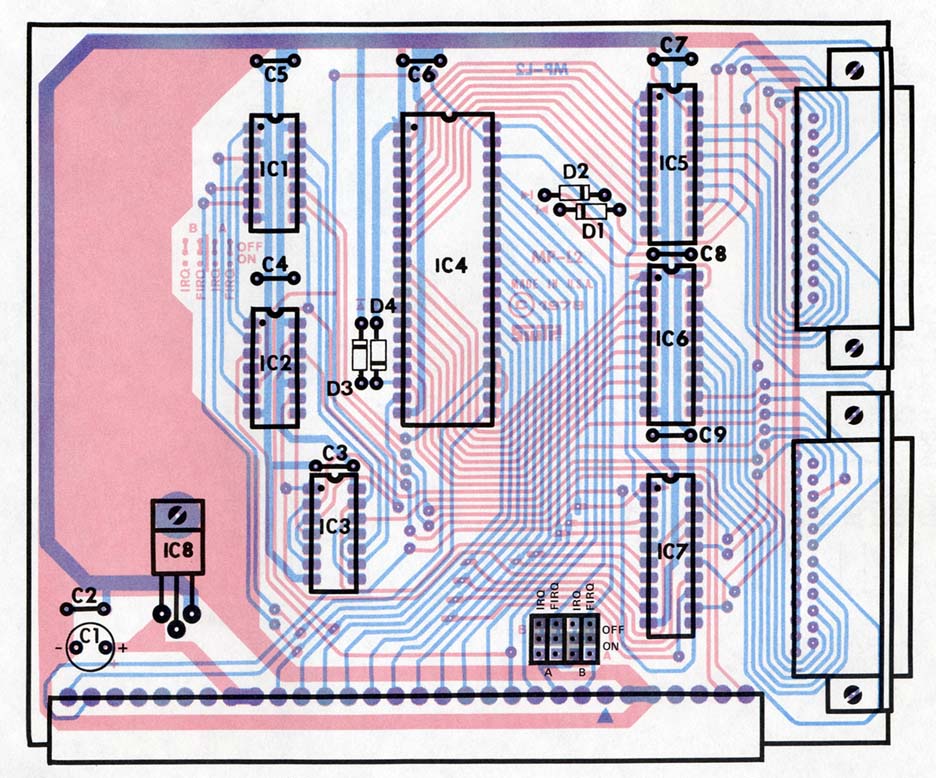 C5
C6
C7
MP-L2
IC1
IC5
D2
D1
B A
OFF
ON
IRQ
FIRQ
IRQ
FIRQ
C4
IC4
C8
MP-L2
MADE IN U.S.A.
© 1979
D4
IC2
IC6
D3
C9
C3
IC3
IC8
IC7
C2
IRQ
FIRQ
IRQ
FIRQ
C1
- +
+
B
OFF
ON
A
A B